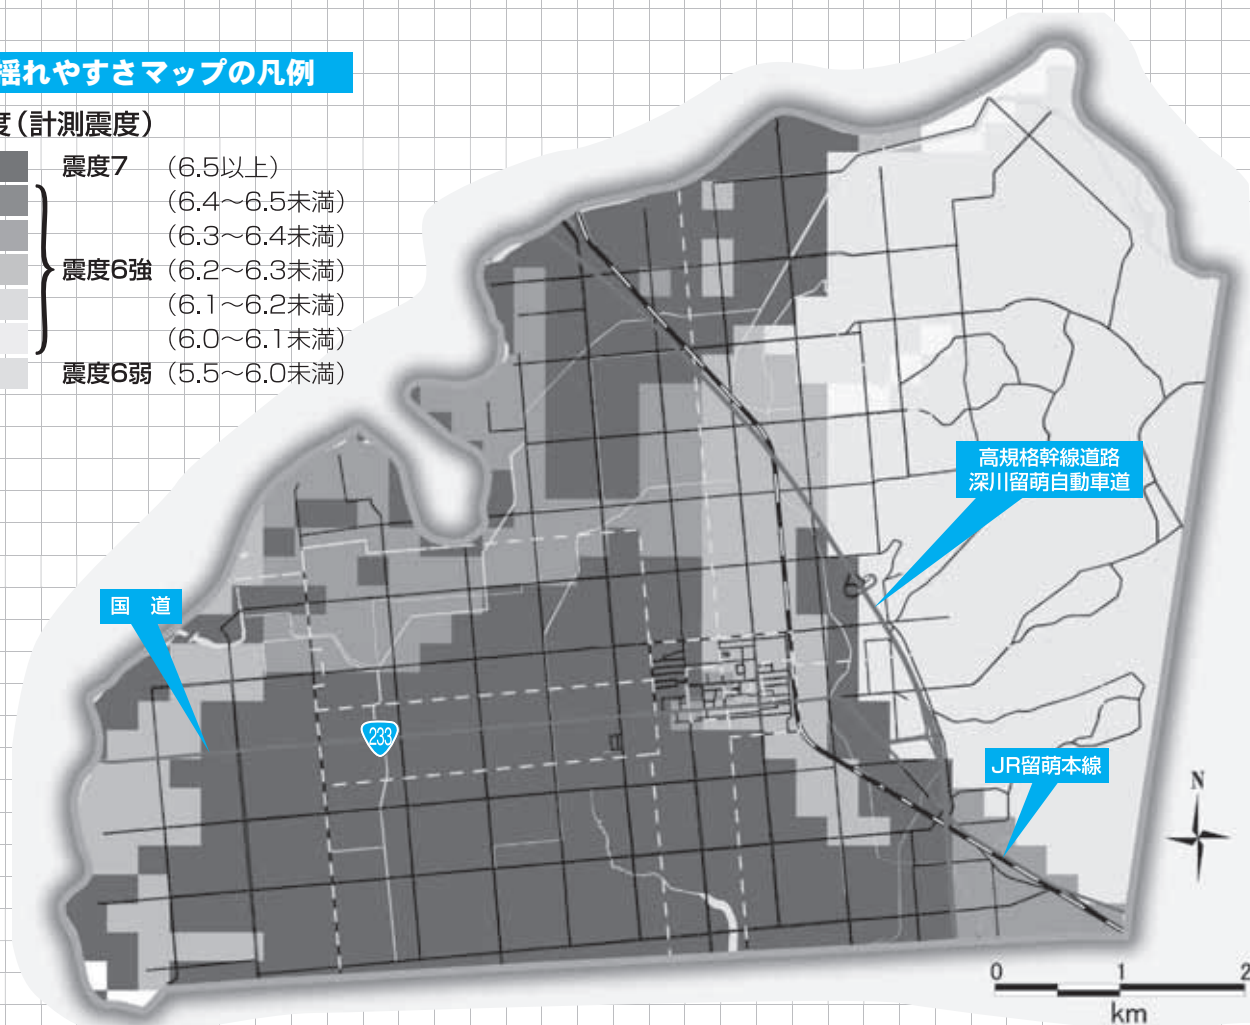 揺れやすさマップの凡例
度(計測震度)
震度7 (6.5以上)
(6.4～6.5未満)
(6.3～6.4未満)
震度6強 (6.2～6.3未満)
(6.1～6.2未満)
(6.0～6.1未満)
震度6弱 (5.5～6.0未満)
高規格幹線道路
深川留萌自動車道
国 道
233
JR留萌本線
N
0 1 2
km